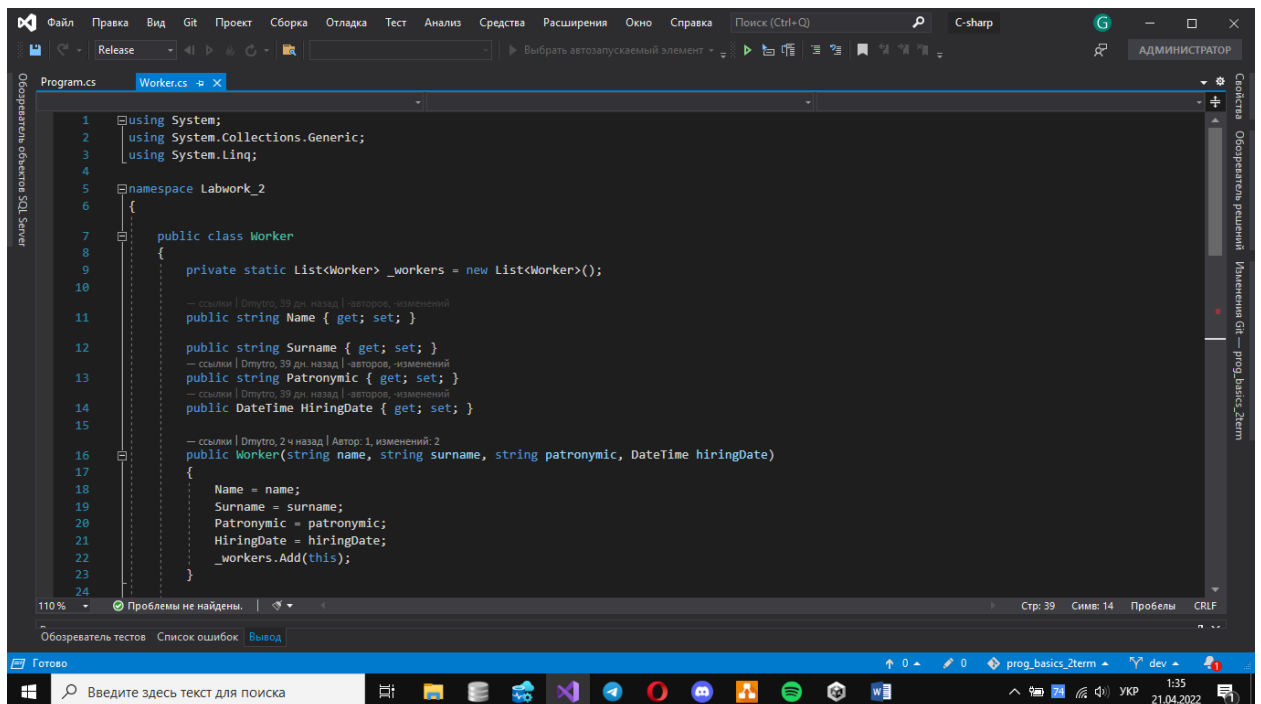 Файл Правка Вид Git Проект Сборка Отладка Тест Анализ Средства Расширения Окно Справка Поиск (Ctrl+Q) C-sharp G
Release Выбрать автозапускаемый элемент АДМИНИСТРАТОР
Обозреватель объектов SQL Server
Program.cs Worker.cs
1 using System;
2 using System.Collections.Generic;
3 using System.Linq;
4
5 namespace Labwork_2
6 {
7 public class Worker
8 {
9 private static List<Worker> _workers = new List<Worker>();
10
— ссылки | Dmytro, 39 дн. назад | -авторов, -изменений
11 public string Name { get; set; }
12 public string Surname { get; set; }
— ссылки | Dmytro, 39 дн. назад | -авторов, -изменений
13 public string Patronymic { get; set; }
— ссылки | Dmytro, 39 дн. назад | -авторов, -изменений
14 public DateTime HiringDate { get; set; }
15
— ссылки | Dmytro, 2 ч назад | Автор: 1, изменений: 2
16 public Worker(string name, string surname, string patronymic, DateTime hiringDate)
17 {
18 Name = name;
19 Surname = surname;
20 Patronymic = patronymic;
21 HiringDate = hiringDate;
22 _workers.Add(this);
23 }
24
Свойства Обозреватель решений Изменения Git — prog_basics_2term
110 % Проблемы не найдены. Стр: 39 Симв: 14 Пробелы CRLF
Обозреватель тестов Список ошибок Вывод
Готово 0 0 prog_basics_2term dev 1
Введите здесь текст для поиска 74 УКР 1:35
21.04.2022 1